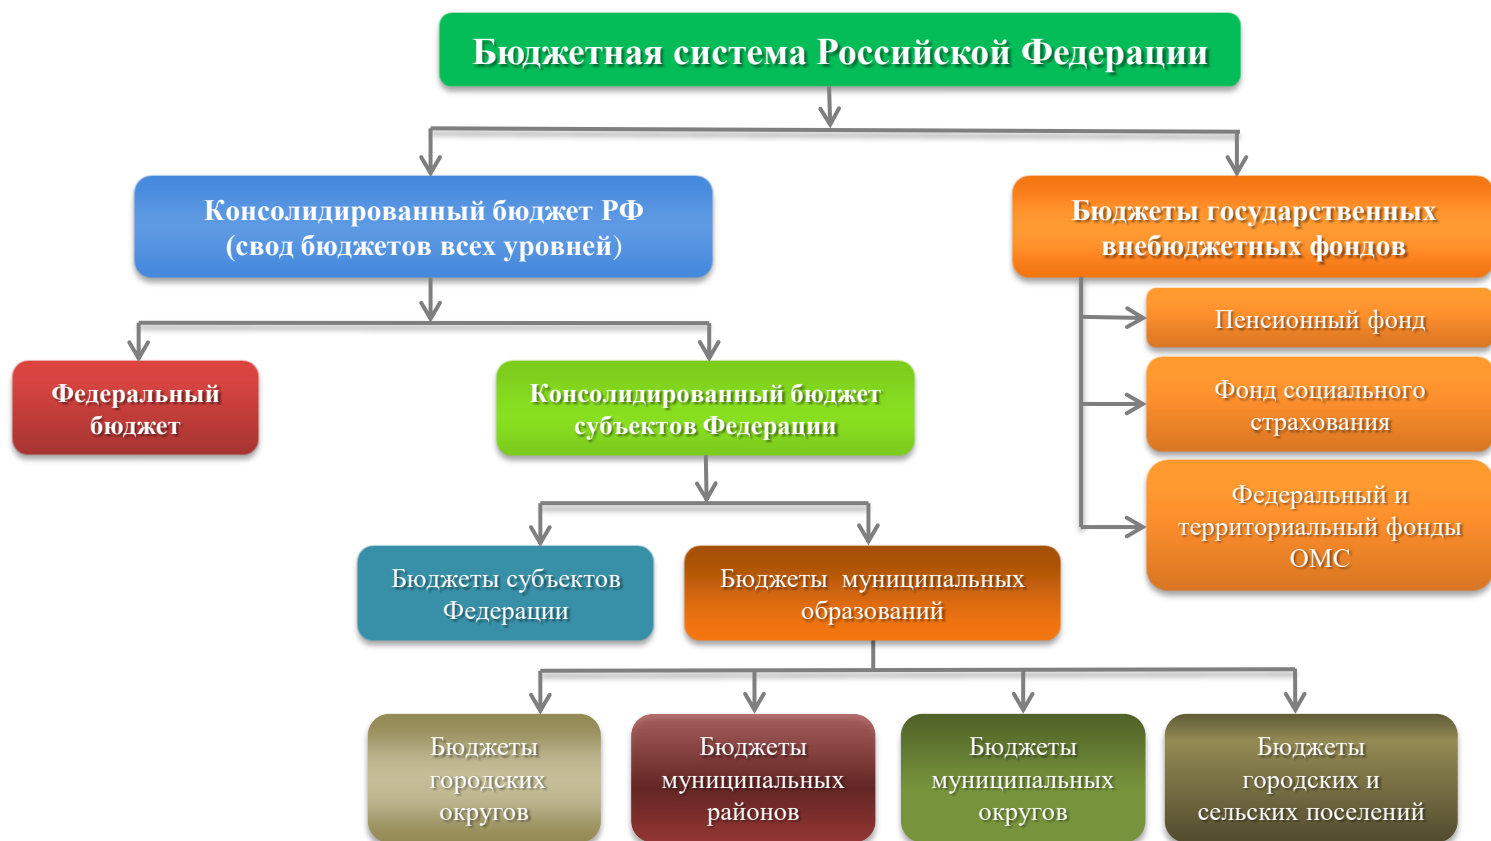 Бюджетная система Российской Федерации
Консолидированный бюджет РФ
(свод бюджетов всех уровней)
Бюджеты государственных
внебюджетных фондов
Пенсионный фонд
Фонд социального
страхования
Федеральный и
территориальный фонды
ОМС
Федеральный
бюджет
Консолидированный бюджет
субъектов Федерации
Бюджеты субъектов
Федерации
Бюджеты муниципальных
образований
Бюджеты
городских
округов
Бюджеты
муниципальных
районов
Бюджеты
муниципальных
округов
Бюджеты
городских и
сельских поселений